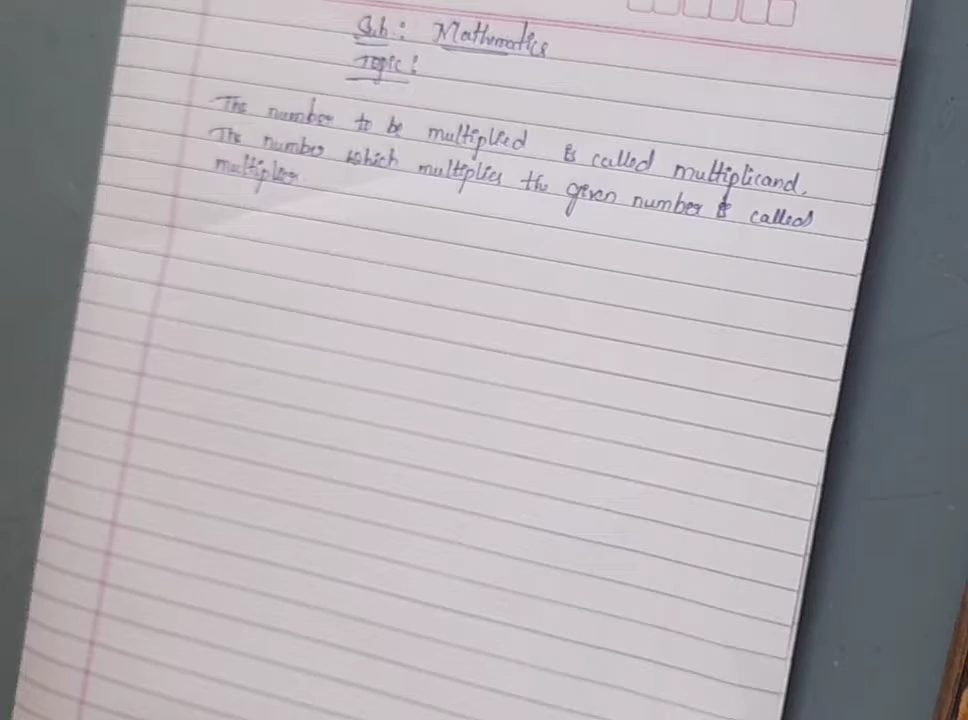 Sub.: Mathematics
Topic:
The number to be multiplied is called multiplicand.
The number which multiplies the given number is called
multiplier.